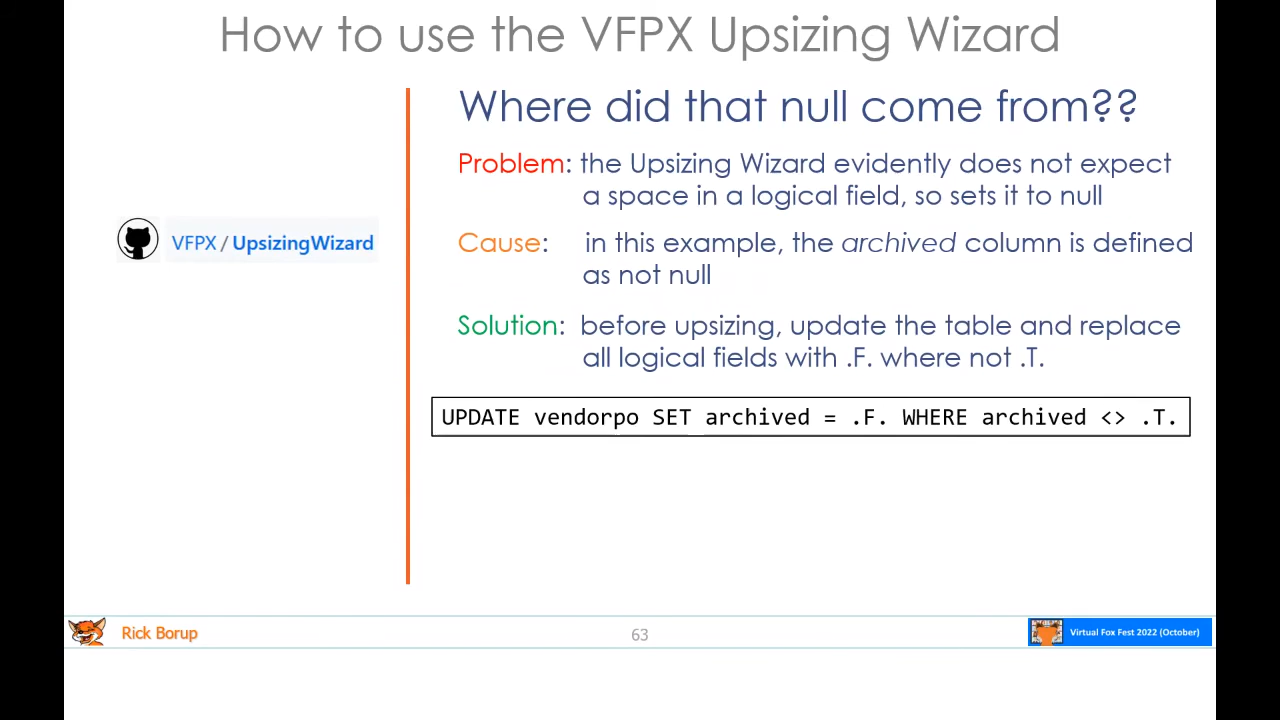 How to use the VFPX Upsizing Wizard
Where did that null come from??
Problem: the Upsizing Wizard evidently does not expect
a space in a logical field, so sets it to null
VFPX / UpsizingWizard
Cause: in this example, the archived column is defined
as not null
Solution: before upsizing, update the table and replace
all logical fields with .F. where not .T.
UPDATE vendorpo SET archived = .F. WHERE archived <> .T.
Rick Borup
63
Virtual Fox Fest 2022 (October)